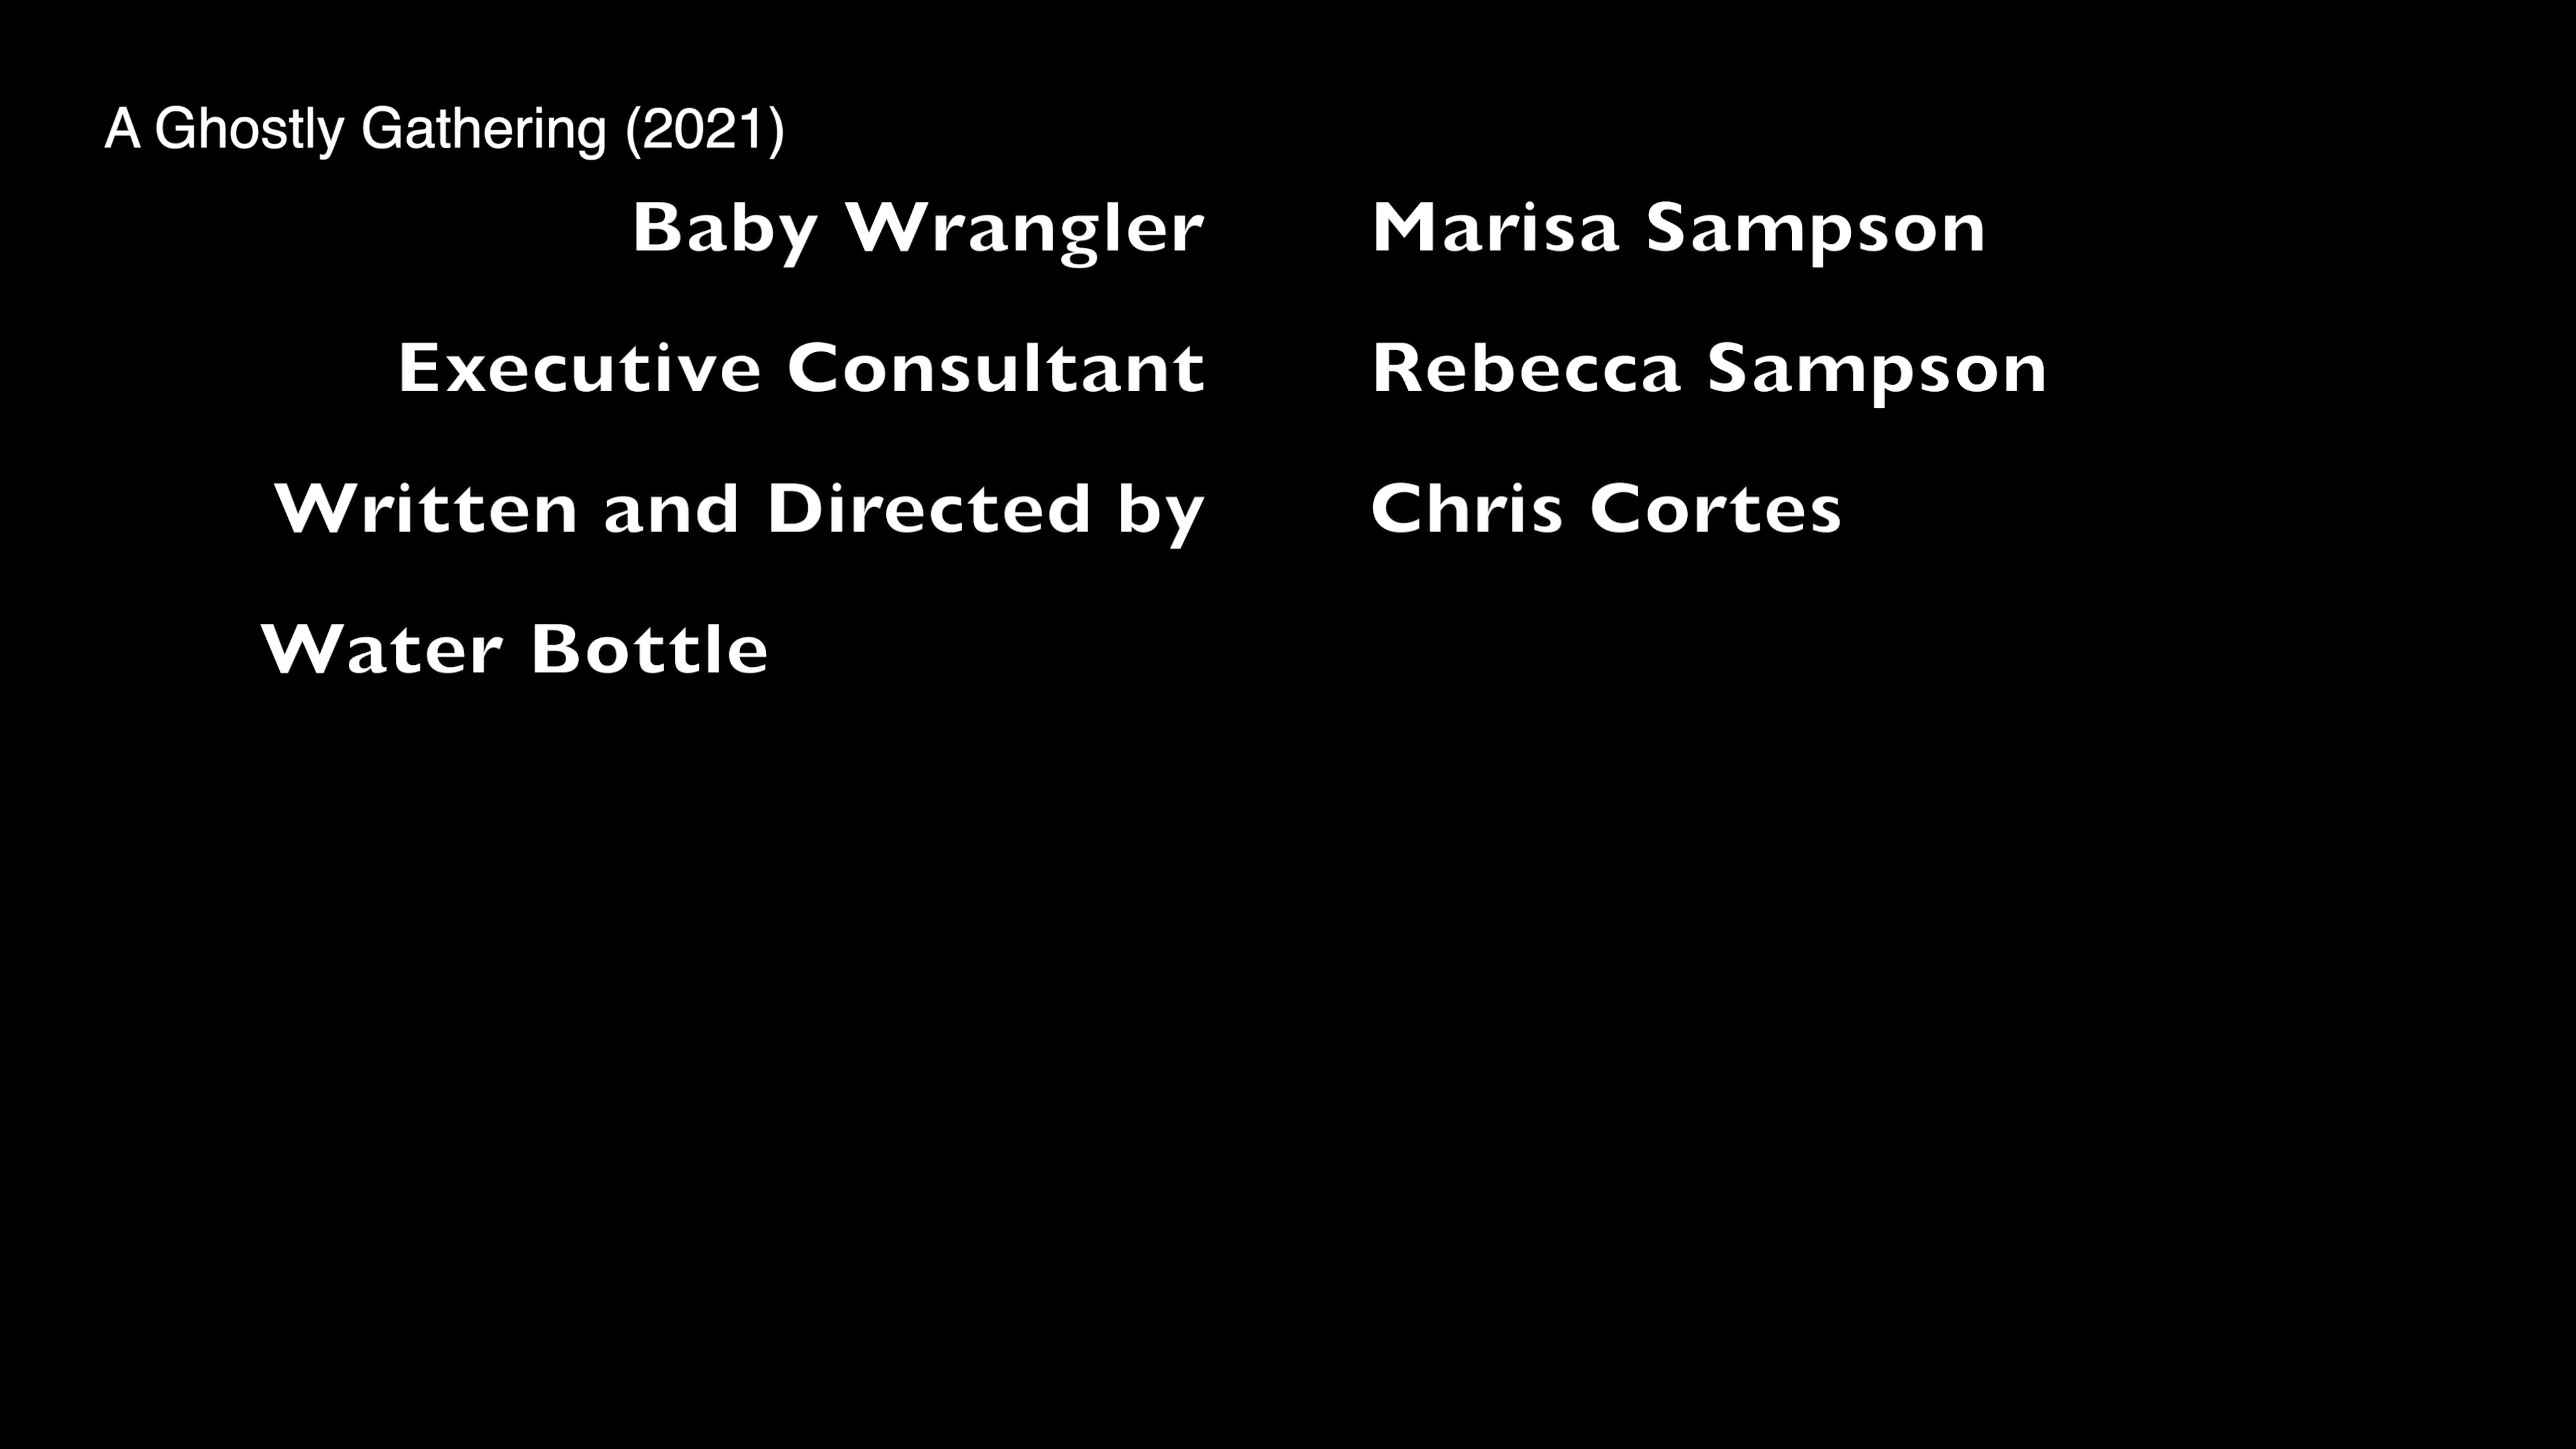 A Ghostly Gathering (2021)
Baby Wrangler Marisa Sampson
Executive Consultant Rebecca Sampson
Written and Directed by Chris Cortes
Water Bottle